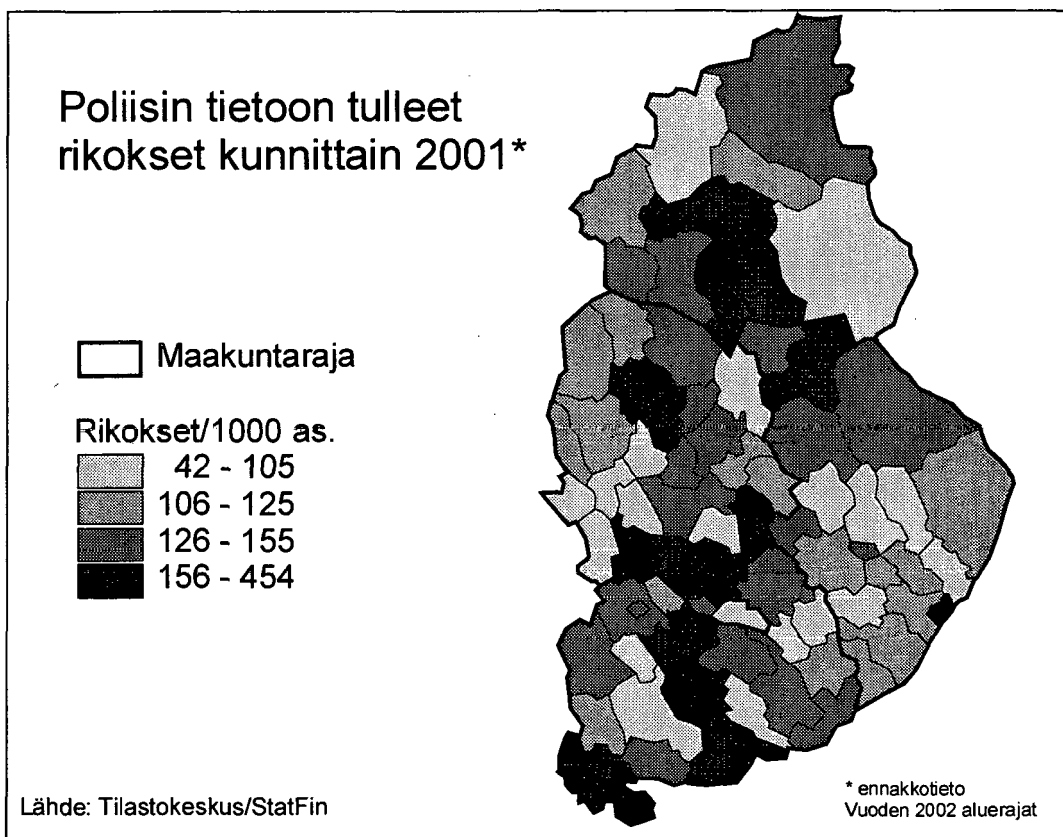 Poliisin tietoon tulleet
rikokset kunnittain 2001*
Maakuntaraja
Rikokset/1000 as.
42 - 105
106 - 125
126 - 155
156 - 454
Lähde: Tilastokeskus/StatFin
* ennakkotieto
Vuoden 2002 aluerajat